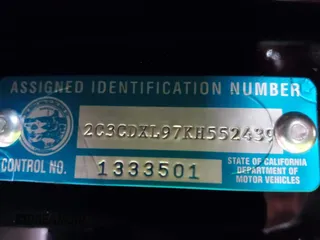 ASSIGNED IDENTIFICATION NUMBER
2C3CDXL97KH552439
CONTROL NO. 1333501
STATE OF CALIFORNIA
DEPARTMENT OF
MOTOR VEHICLES